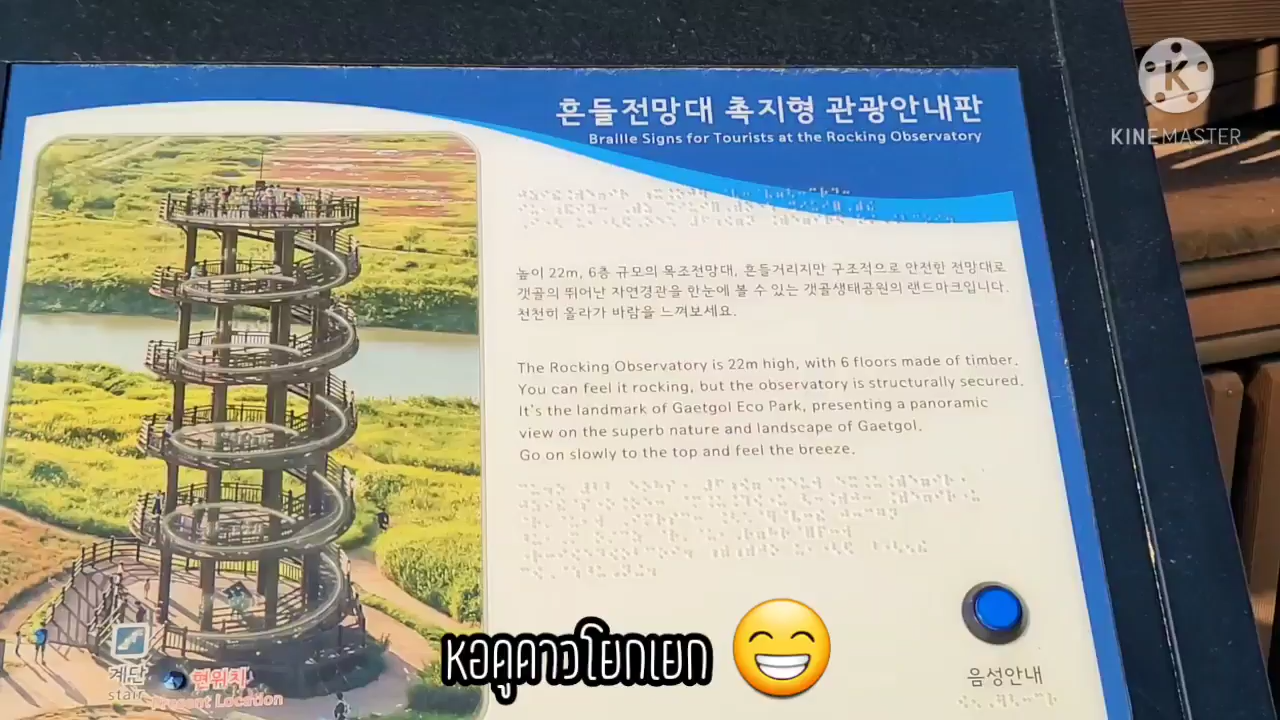 KINEMASTER
흔들전망대 촉지형 관광안내판
Braille Signs for Tourists at the Rocking Observatory
높이 22m, 6층 규모의 목조전망대, 흔들거리지만 구조적으로 안전한 전망대로
갯골의 뛰어난 자연경관을 한눈에 볼 수 있는 갯골생태공원의 랜드마크입니다.
천천히 올라가 바람을 느껴보세요.
The Rocking Observatory is 22m high, with 6 floors made of timber.
You can feel it rocking, but the observatory is structurally secured.
It's the landmark of Gaetgol Eco Park, presenting a panoramic
view on the superb nature and landscape of Gaetgol.
Go on slowly to the top and feel the breeze.
계단
stair
현위치
Present Location
หอดูดาวโยกเยก 😁
음성안내